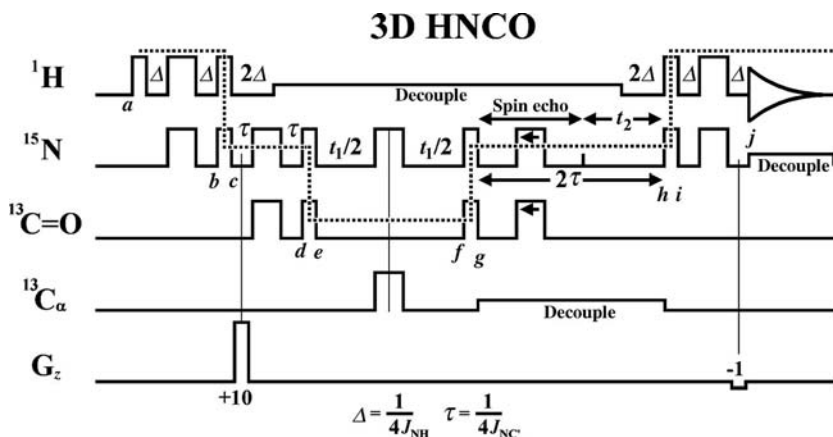 3D HNCO
¹H
a
Δ
Δ
2Δ
Decouple
2Δ
Δ
Δ
Spin echo
t₂
j
¹⁵N
b
c
τ
τ
t₁/2
t₁/2
2τ
h i
Decouple
¹³C=O
d
e
f
g
¹³Cα
Decouple
G_z
+10
-1
Δ = 1/4J_NH τ = 1/4J_NC'